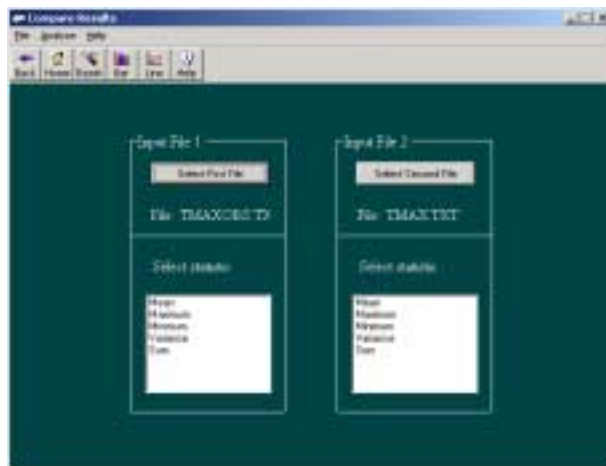 Compare Results
File Analyse Help
Back Home Reset Bar Line Help
Input File 1
Select First File
File: TMAXOBS.TX
Select statistic
Mean
Maximum
Minimum
Variance
Sum
Input File 2
Select Second File
File: TMAX.TXT
Select statistic
Mean
Maximum
Minimum
Variance
Sum